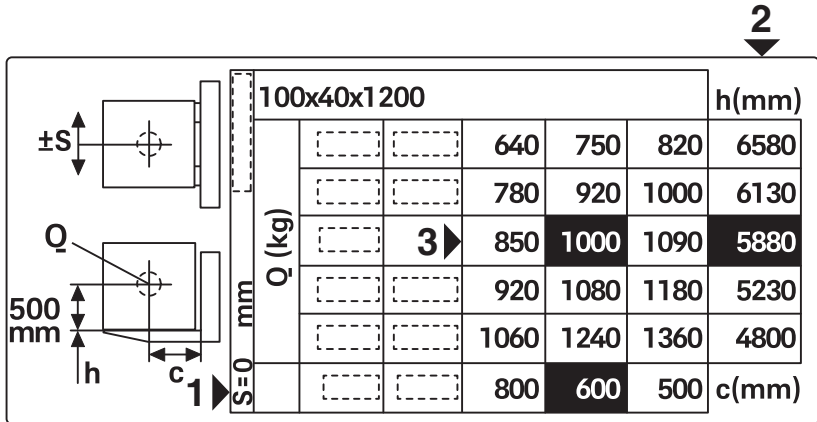 2
100x40x1200 h(mm)
±S 640 750 820 6580
780 920 1000 6130
Q Q (kg) 3 850 1000 1090 5880
500 mm 920 1080 1180 5230
mm 1060 1240 1360 4800
h c 1 S=0 800 600 500 c(mm)